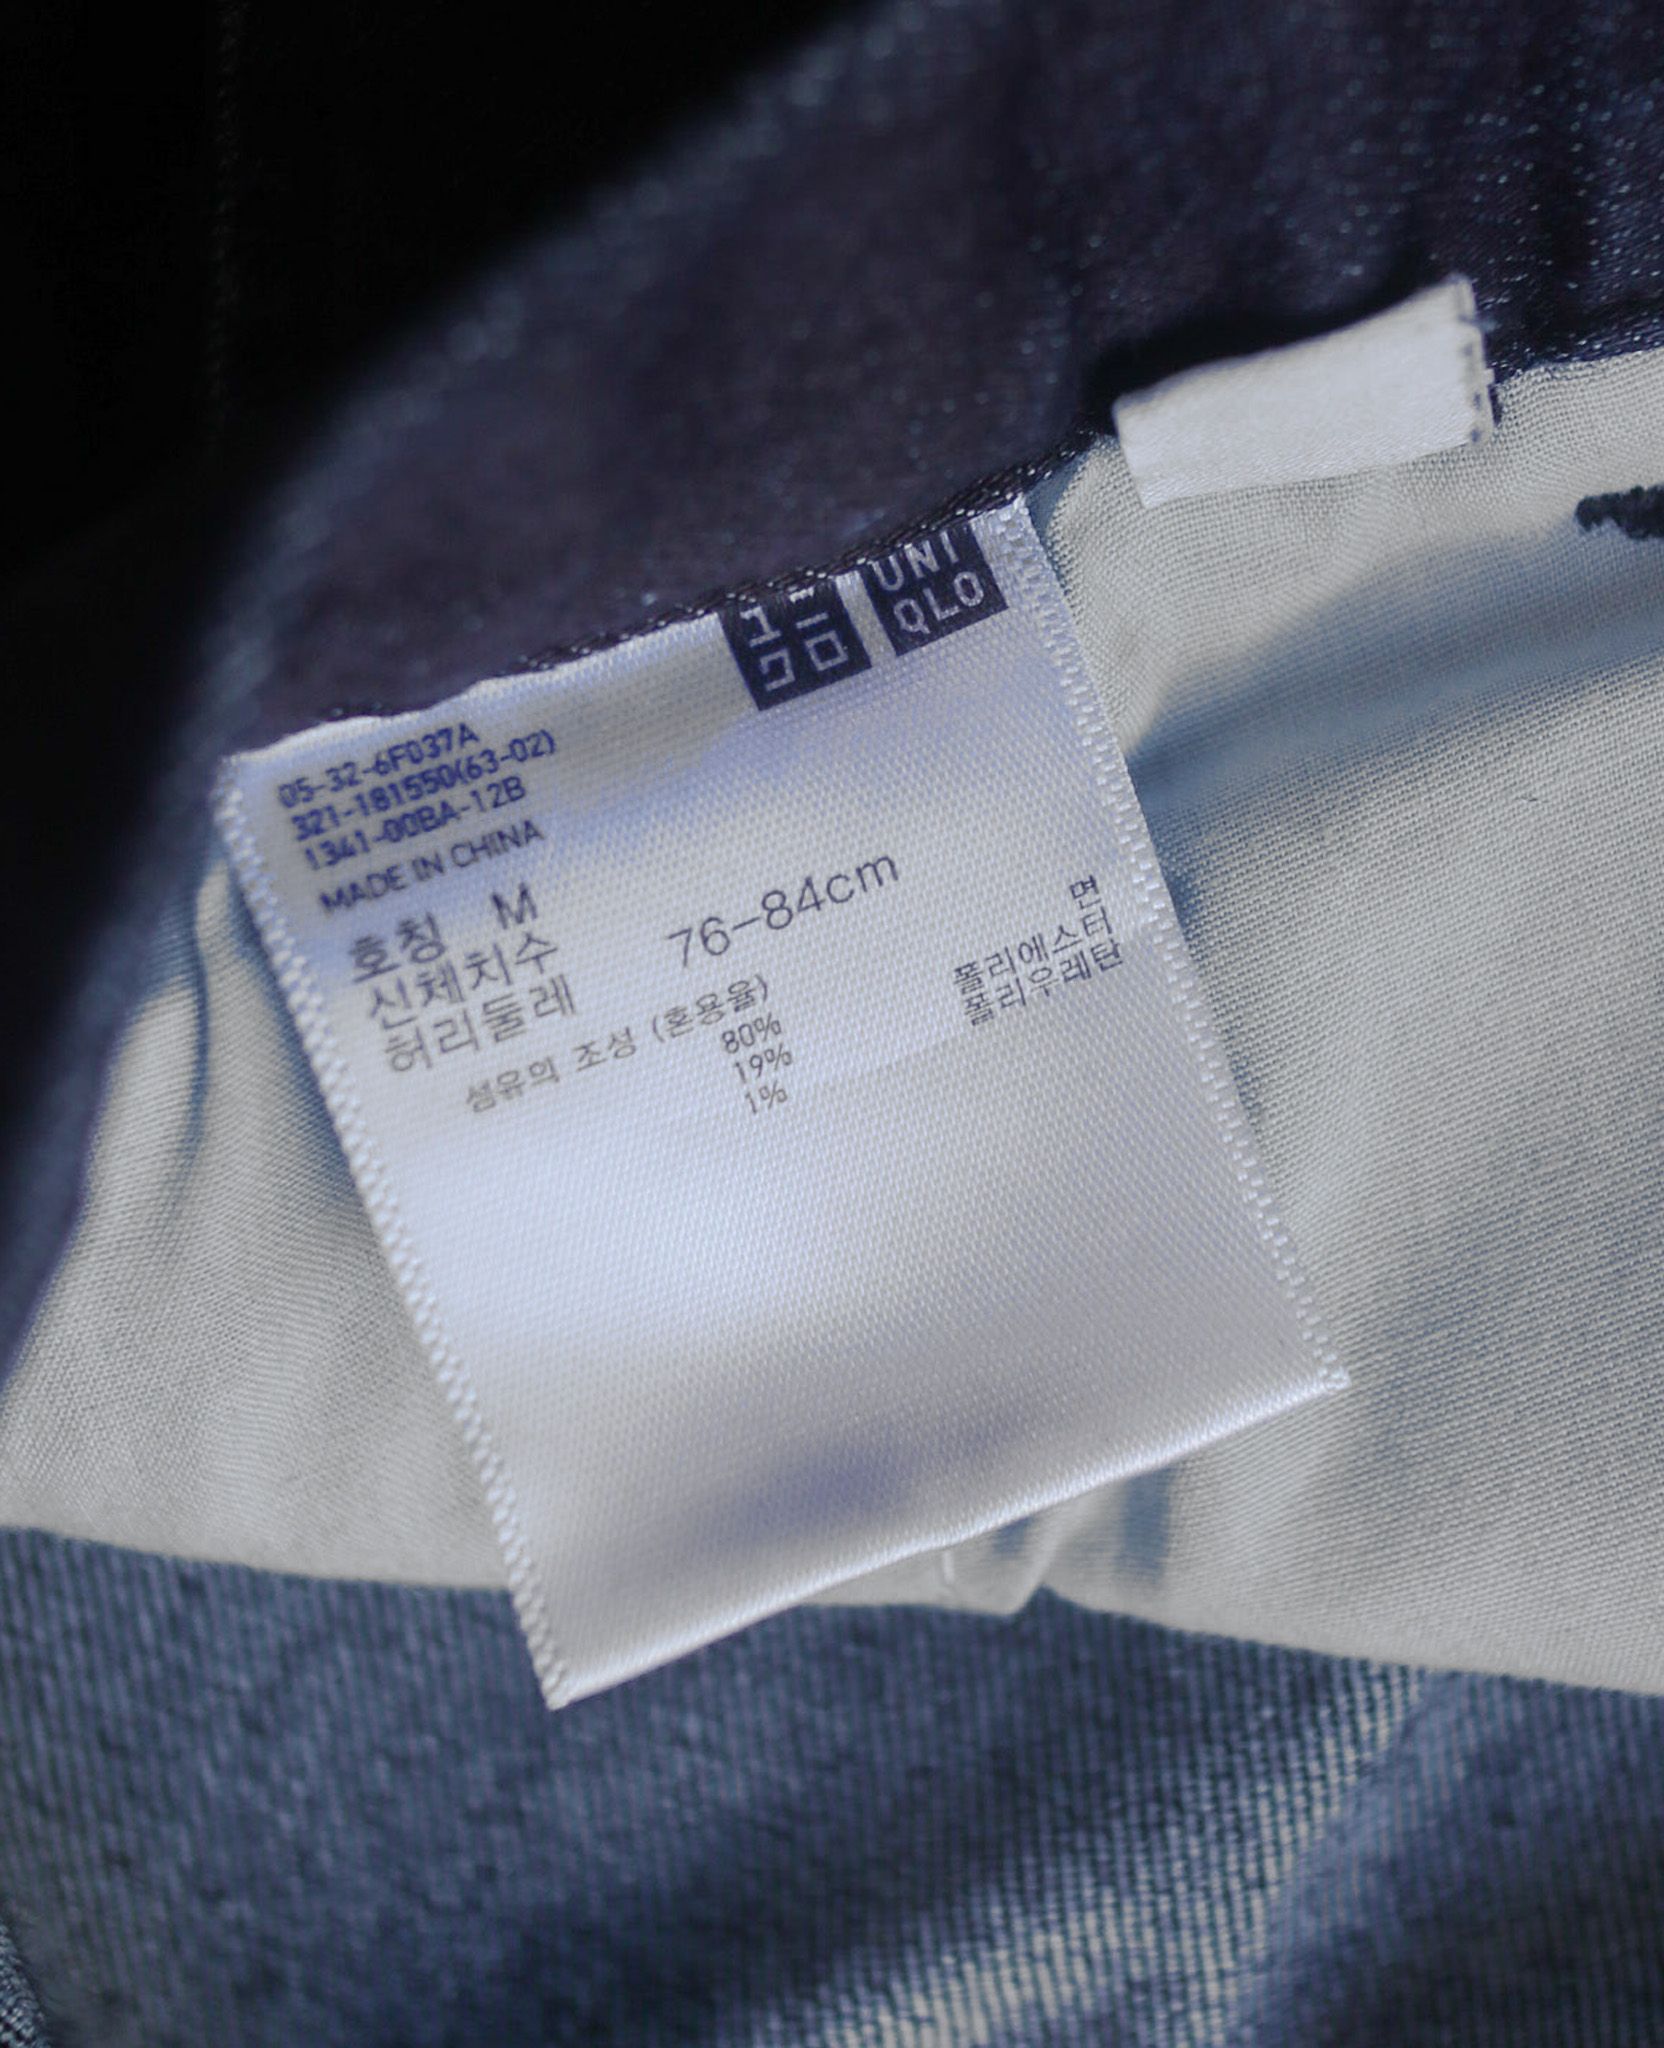 ユニ
クロ
UNI
QLO
05-32-6F037A
321-181550(63-02)
1341-00BA-12B
MADE IN CHINA
호칭 M
신체치수
허리둘레 76-84cm
섬유의 조성 (혼용율)
80% 면
19% 폴리에스터
1% 폴리우레탄